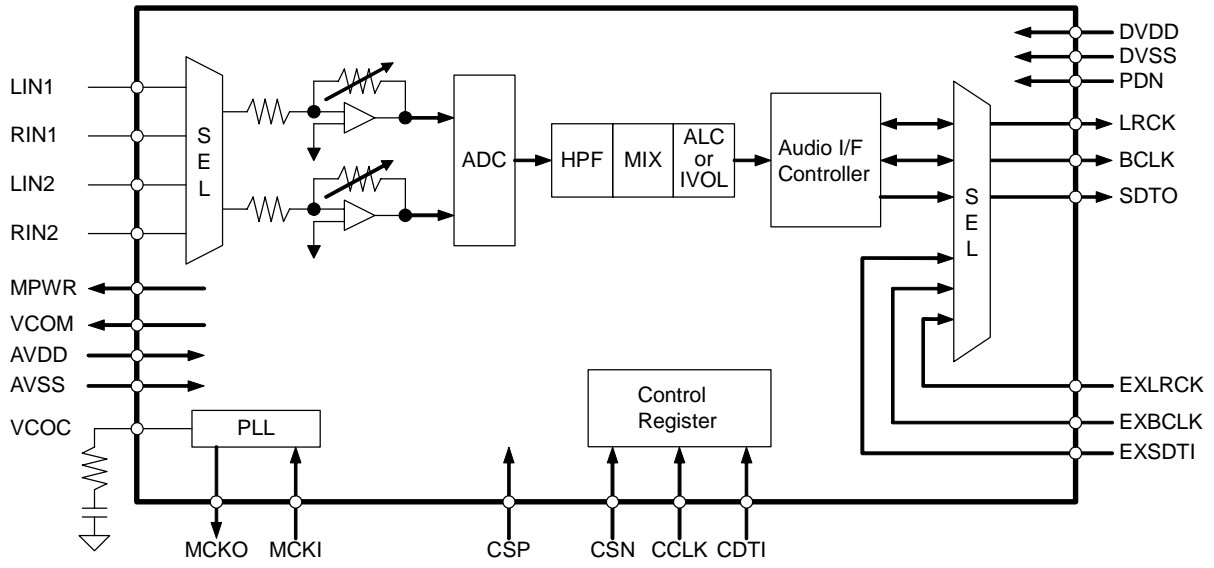 LIN1
RIN1
LIN2
RIN2
MPWR
VCOM
AVDD
AVSS
VCOC
S
E
L
ADC
HPF
MIX
ALC
or
IVOL
Audio I/F
Controller
S
E
L
DVDD
DVSS
PDN
LRCK
BCLK
SDTO
EXLRCK
EXBCLK
EXSDTI
PLL
Control
Register
MCKO
MCKI
CSP
CSN
CCLK
CDTI